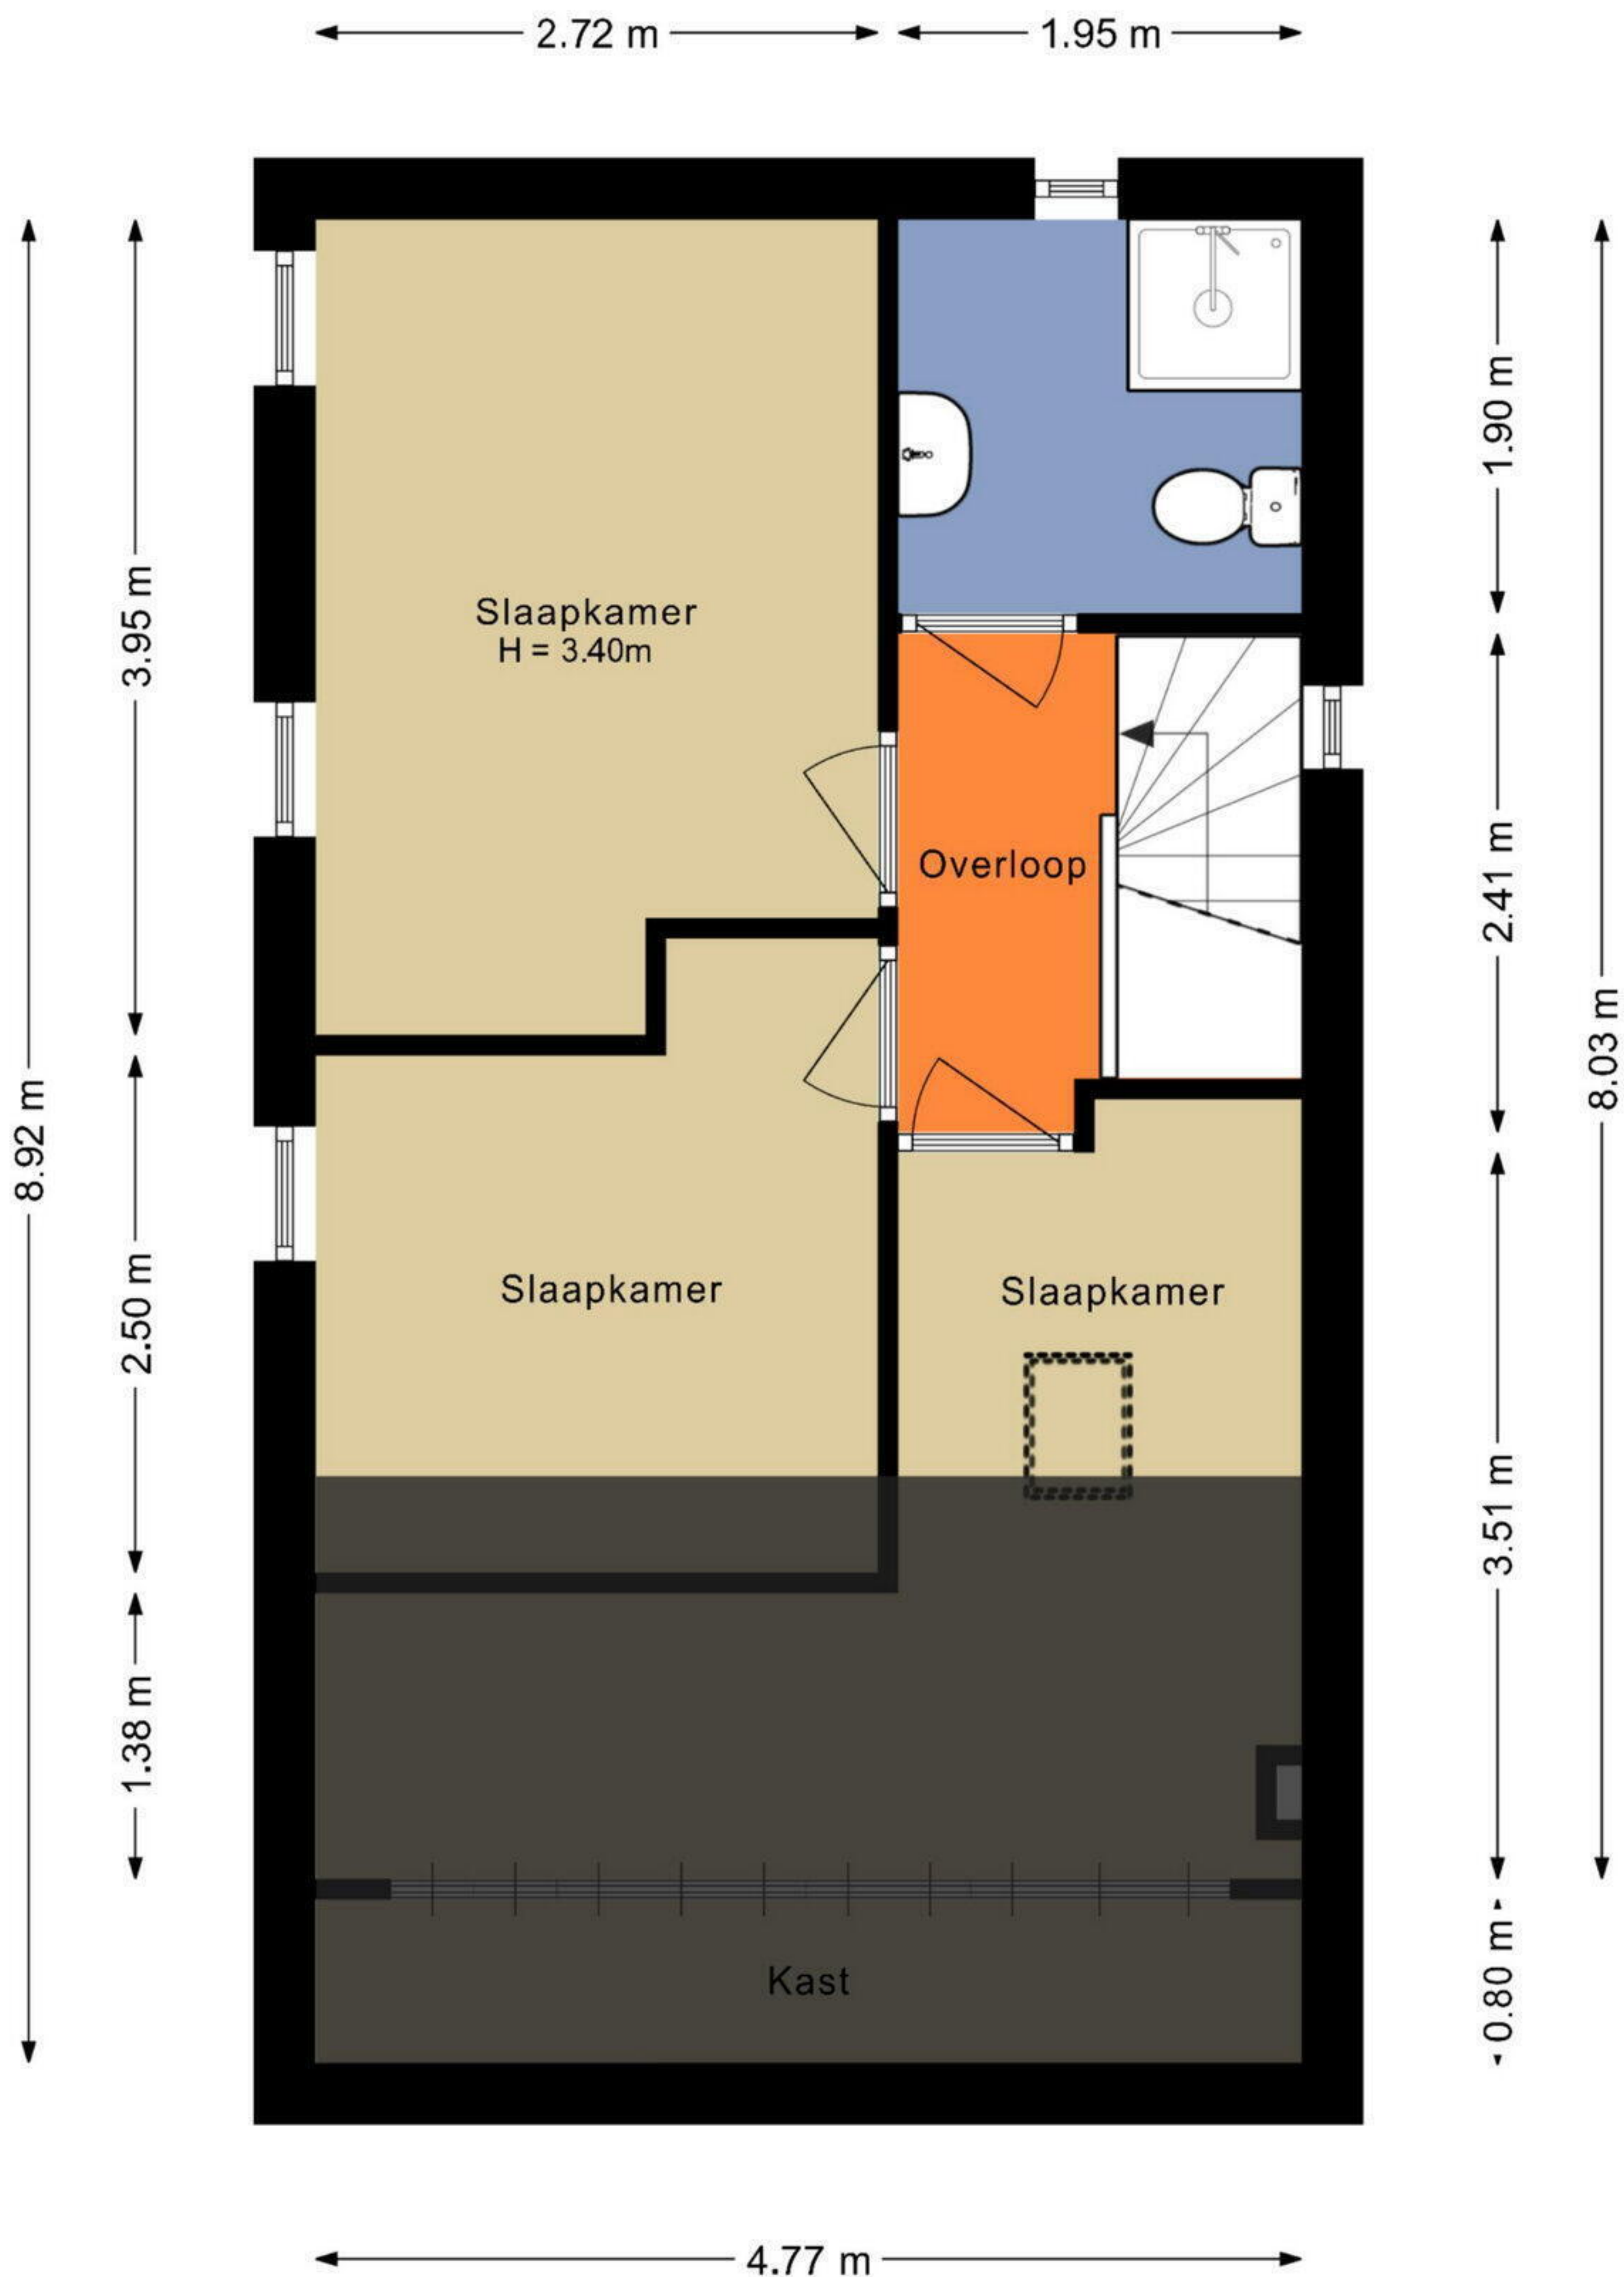 2.72 m
1.95 m
1.90 m
3.95 m
Slaapkamer
H = 3.40m
Overloop
2.41 m
8.03 m
8.92 m
2.50 m
Slaapkamer
Slaapkamer
3.51 m
1.38 m
Kast
0.80 m
4.77 m